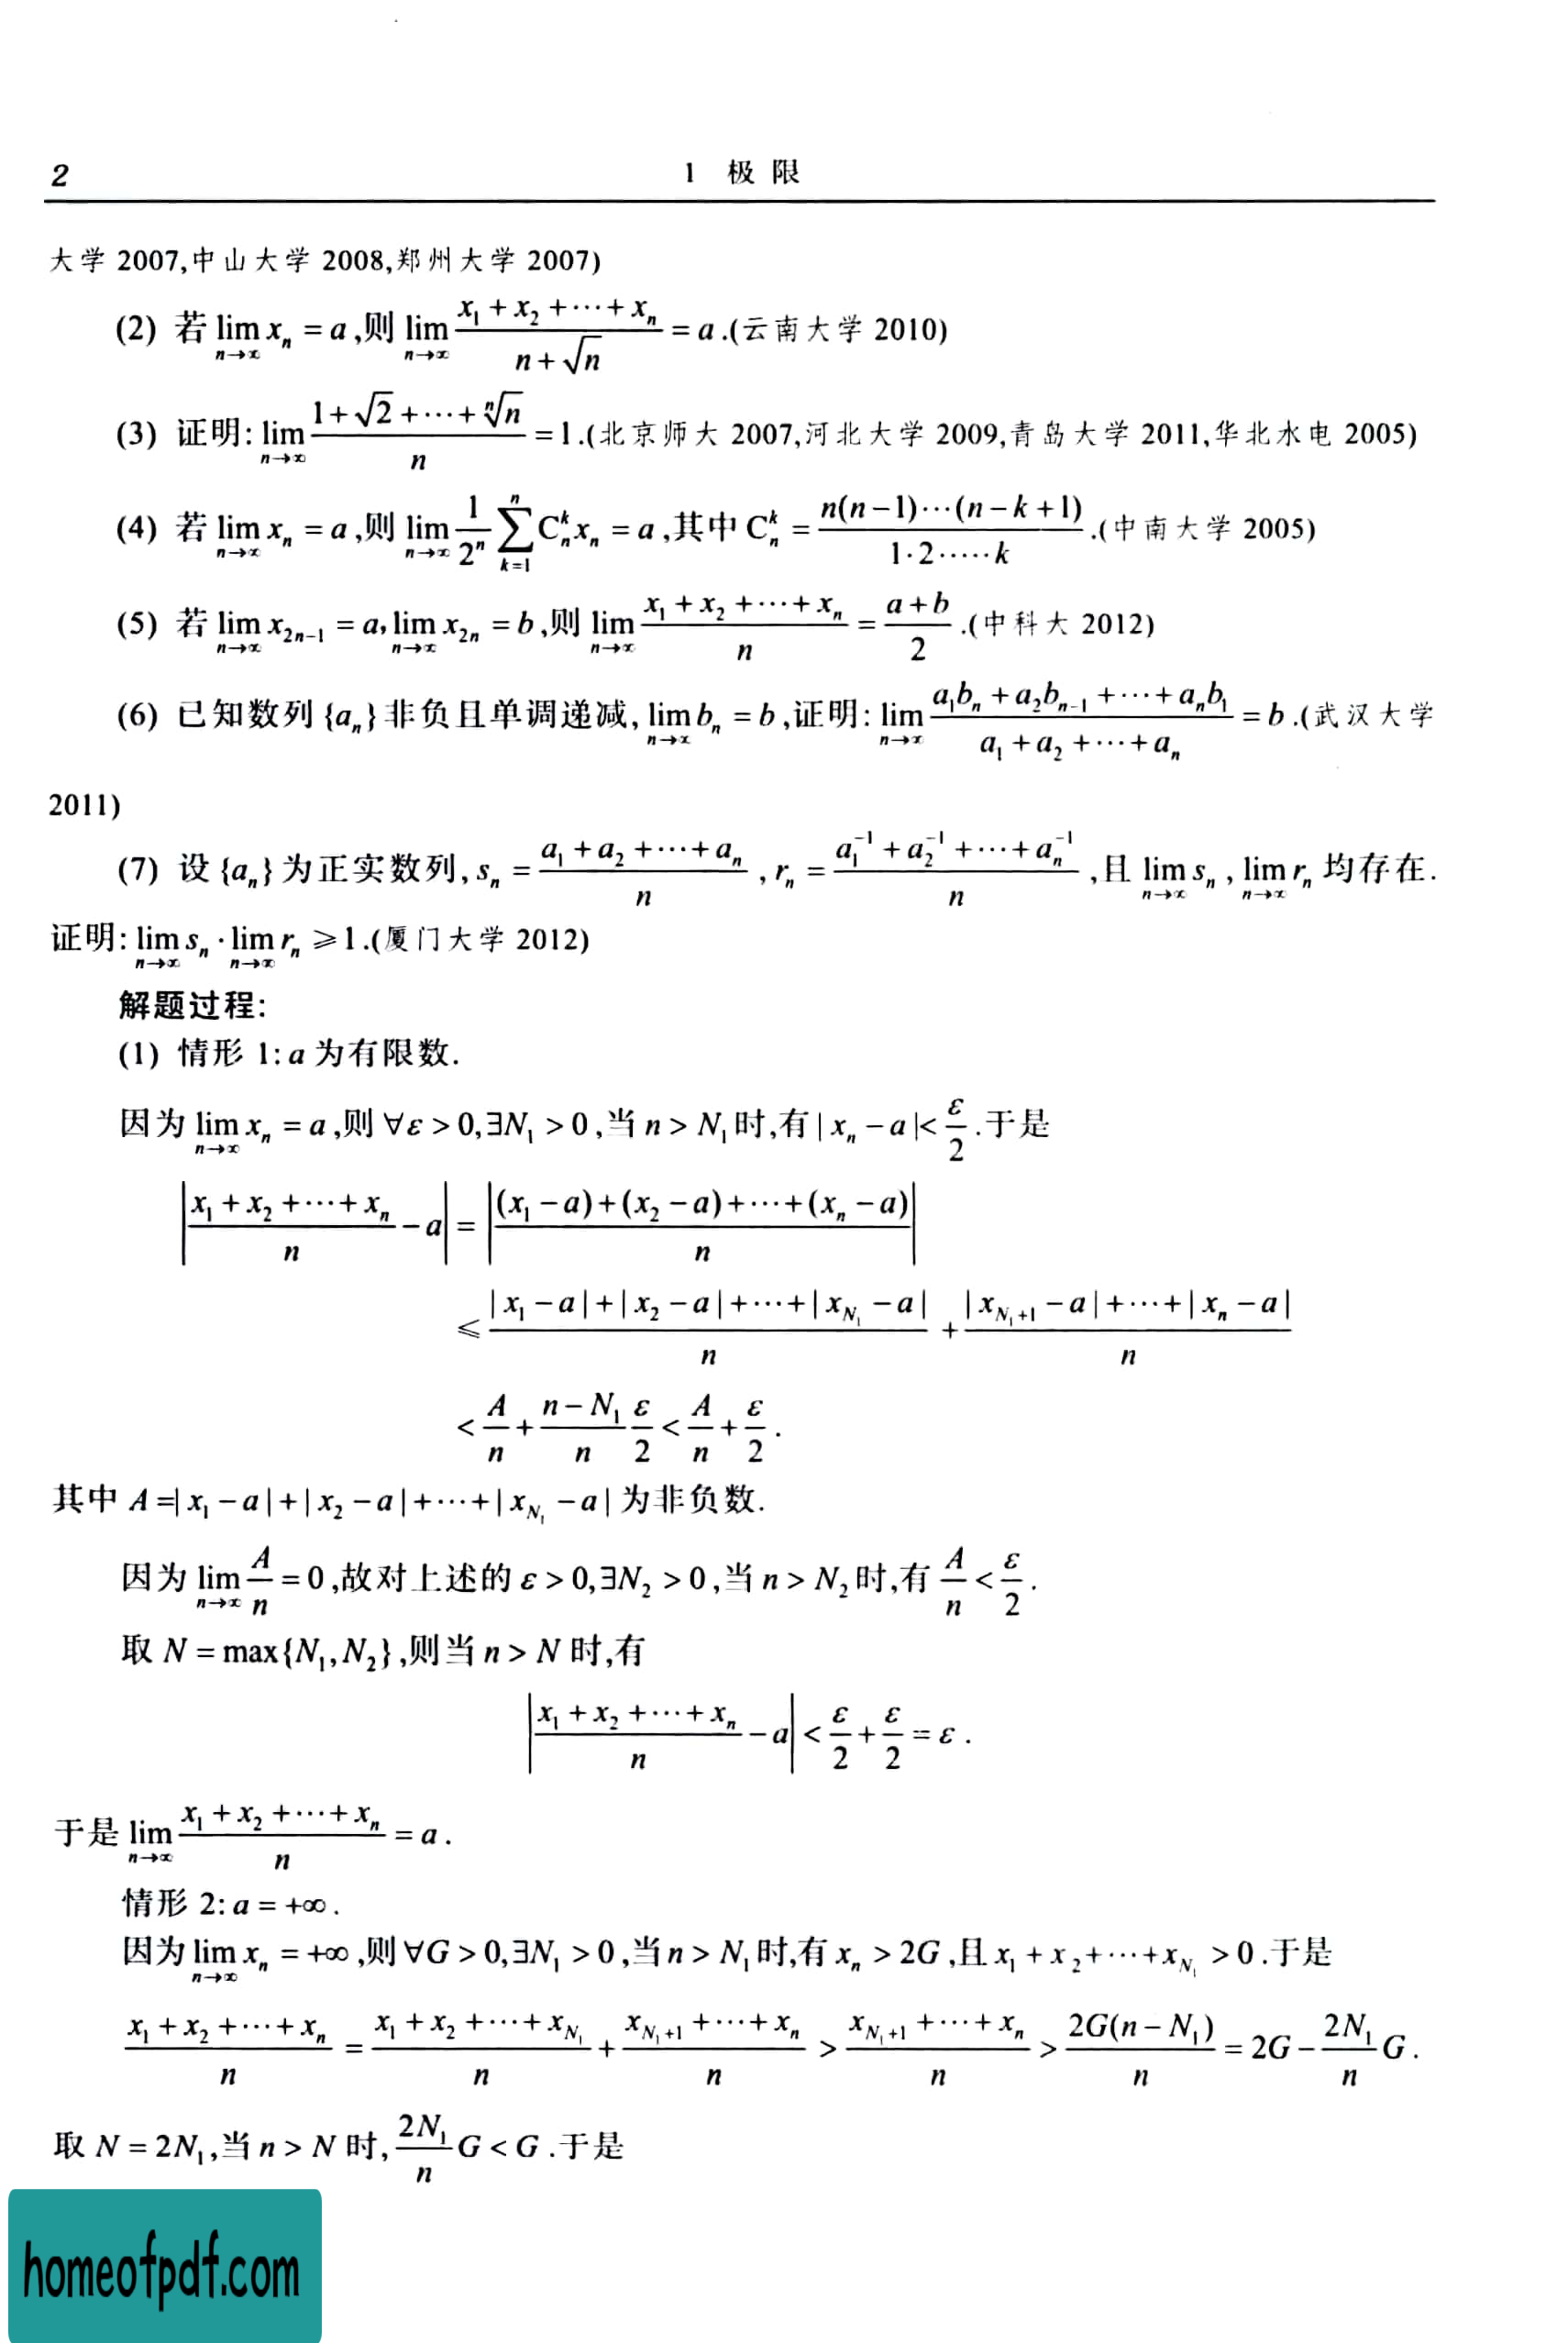 2 1 极 限
大学 2007,中山大学 2008,郑州大学 2007)
(2) 若 $\lim_{n\to\infty} x_n = a$,则 $\lim_{n\to\infty} \frac{x_1+x_2+\cdots+x_n}{n+\sqrt{n}} = a$.(云南大学 2010)
(3) 证明: $\lim_{n\to\infty} \frac{1+\sqrt{2}+\cdots+\sqrt[n]{n}}{n} = 1$.(北京师大 2007,河北大学 2009,青岛大学 2011,华北水电 2005)
(4) 若 $\lim_{n\to\infty} x_n = a$,则 $\lim_{n\to\infty} \frac{1}{2^n}\sum_{k=1}^{n} C_n^k x_n = a$,其中 $C_n^k = \frac{n(n-1)\cdots(n-k+1)}{1\cdot 2\cdot\cdots\cdot k}$.(中南大学 2005)
(5) 若 $\lim_{n\to\infty} x_{2n-1} = a, \lim_{n\to\infty} x_{2n} = b$,则 $\lim_{n\to\infty} \frac{x_1+x_2+\cdots+x_n}{n} = \frac{a+b}{2}$.(中科大 2012)
(6) 已知数列 $\{a_n\}$ 非负且单调递减, $\lim_{n\to\infty} b_n = b$,证明: $\lim_{n\to\infty} \frac{a_1b_n+a_2b_{n-1}+\cdots+a_nb_1}{a_1+a_2+\cdots+a_n} = b$.(武汉大学
2011)
(7) 设 $\{a_n\}$ 为正实数列, $s_n = \frac{a_1+a_2+\cdots+a_n}{n}$, $r_n = \frac{a_1^{-1}+a_2^{-1}+\cdots+a_n^{-1}}{n}$,且 $\lim_{n\to\infty} s_n$, $\lim_{n\to\infty} r_n$ 均存在.
证明: $\lim_{n\to\infty} s_n \cdot \lim_{n\to\infty} r_n \geqslant 1$.(厦门大学 2012)
解题过程:
(1) 情形 1: $a$ 为有限数.
因为 $\lim_{n\to\infty} x_n = a$,则 $\forall \varepsilon > 0, \exists N_1 > 0$,当 $n > N_1$ 时,有 $|x_n - a| < \frac{\varepsilon}{2}$.于是
$\left|\frac{x_1+x_2+\cdots+x_n}{n} - a\right| = \left|\frac{(x_1-a)+(x_2-a)+\cdots+(x_n-a)}{n}\right|$
$\leqslant \frac{|x_1-a|+|x_2-a|+\cdots+|x_{N_1}-a|}{n} + \frac{|x_{N_1+1}-a|+\cdots+|x_n-a|}{n}$
$< \frac{A}{n} + \frac{n-N_1}{n}\frac{\varepsilon}{2} < \frac{A}{n} + \frac{\varepsilon}{2}$.
其中 $A = |x_1-a|+|x_2-a|+\cdots+|x_{N_1}-a|$ 为非负数.
因为 $\lim_{n\to\infty} \frac{A}{n} = 0$,故对上述的 $\varepsilon > 0, \exists N_2 > 0$,当 $n > N_2$ 时,有 $\frac{A}{n} < \frac{\varepsilon}{2}$.
取 $N = \max\{N_1, N_2\}$,则当 $n > N$ 时,有
$\left|\frac{x_1+x_2+\cdots+x_n}{n} - a\right| < \frac{\varepsilon}{2} + \frac{\varepsilon}{2} = \varepsilon$.
于是 $\lim_{n\to\infty} \frac{x_1+x_2+\cdots+x_n}{n} = a$.
情形 2: $a = +\infty$.
因为 $\lim_{n\to\infty} x_n = +\infty$,则 $\forall G > 0, \exists N_1 > 0$,当 $n > N_1$ 时,有 $x_n > 2G$,且 $x_1+x_2+\cdots+x_{N_1} > 0$.于是
$\frac{x_1+x_2+\cdots+x_n}{n} = \frac{x_1+x_2+\cdots+x_{N_1}}{n} + \frac{x_{N_1+1}+\cdots+x_n}{n} > \frac{x_{N_1+1}+\cdots+x_n}{n} > \frac{2G(n-N_1)}{n} = 2G - \frac{2N_1}{n}G$.
取 $N = 2N_1$,当 $n > N$ 时, $\frac{2N_1}{n}G < G$.于是
homeofpdf.com